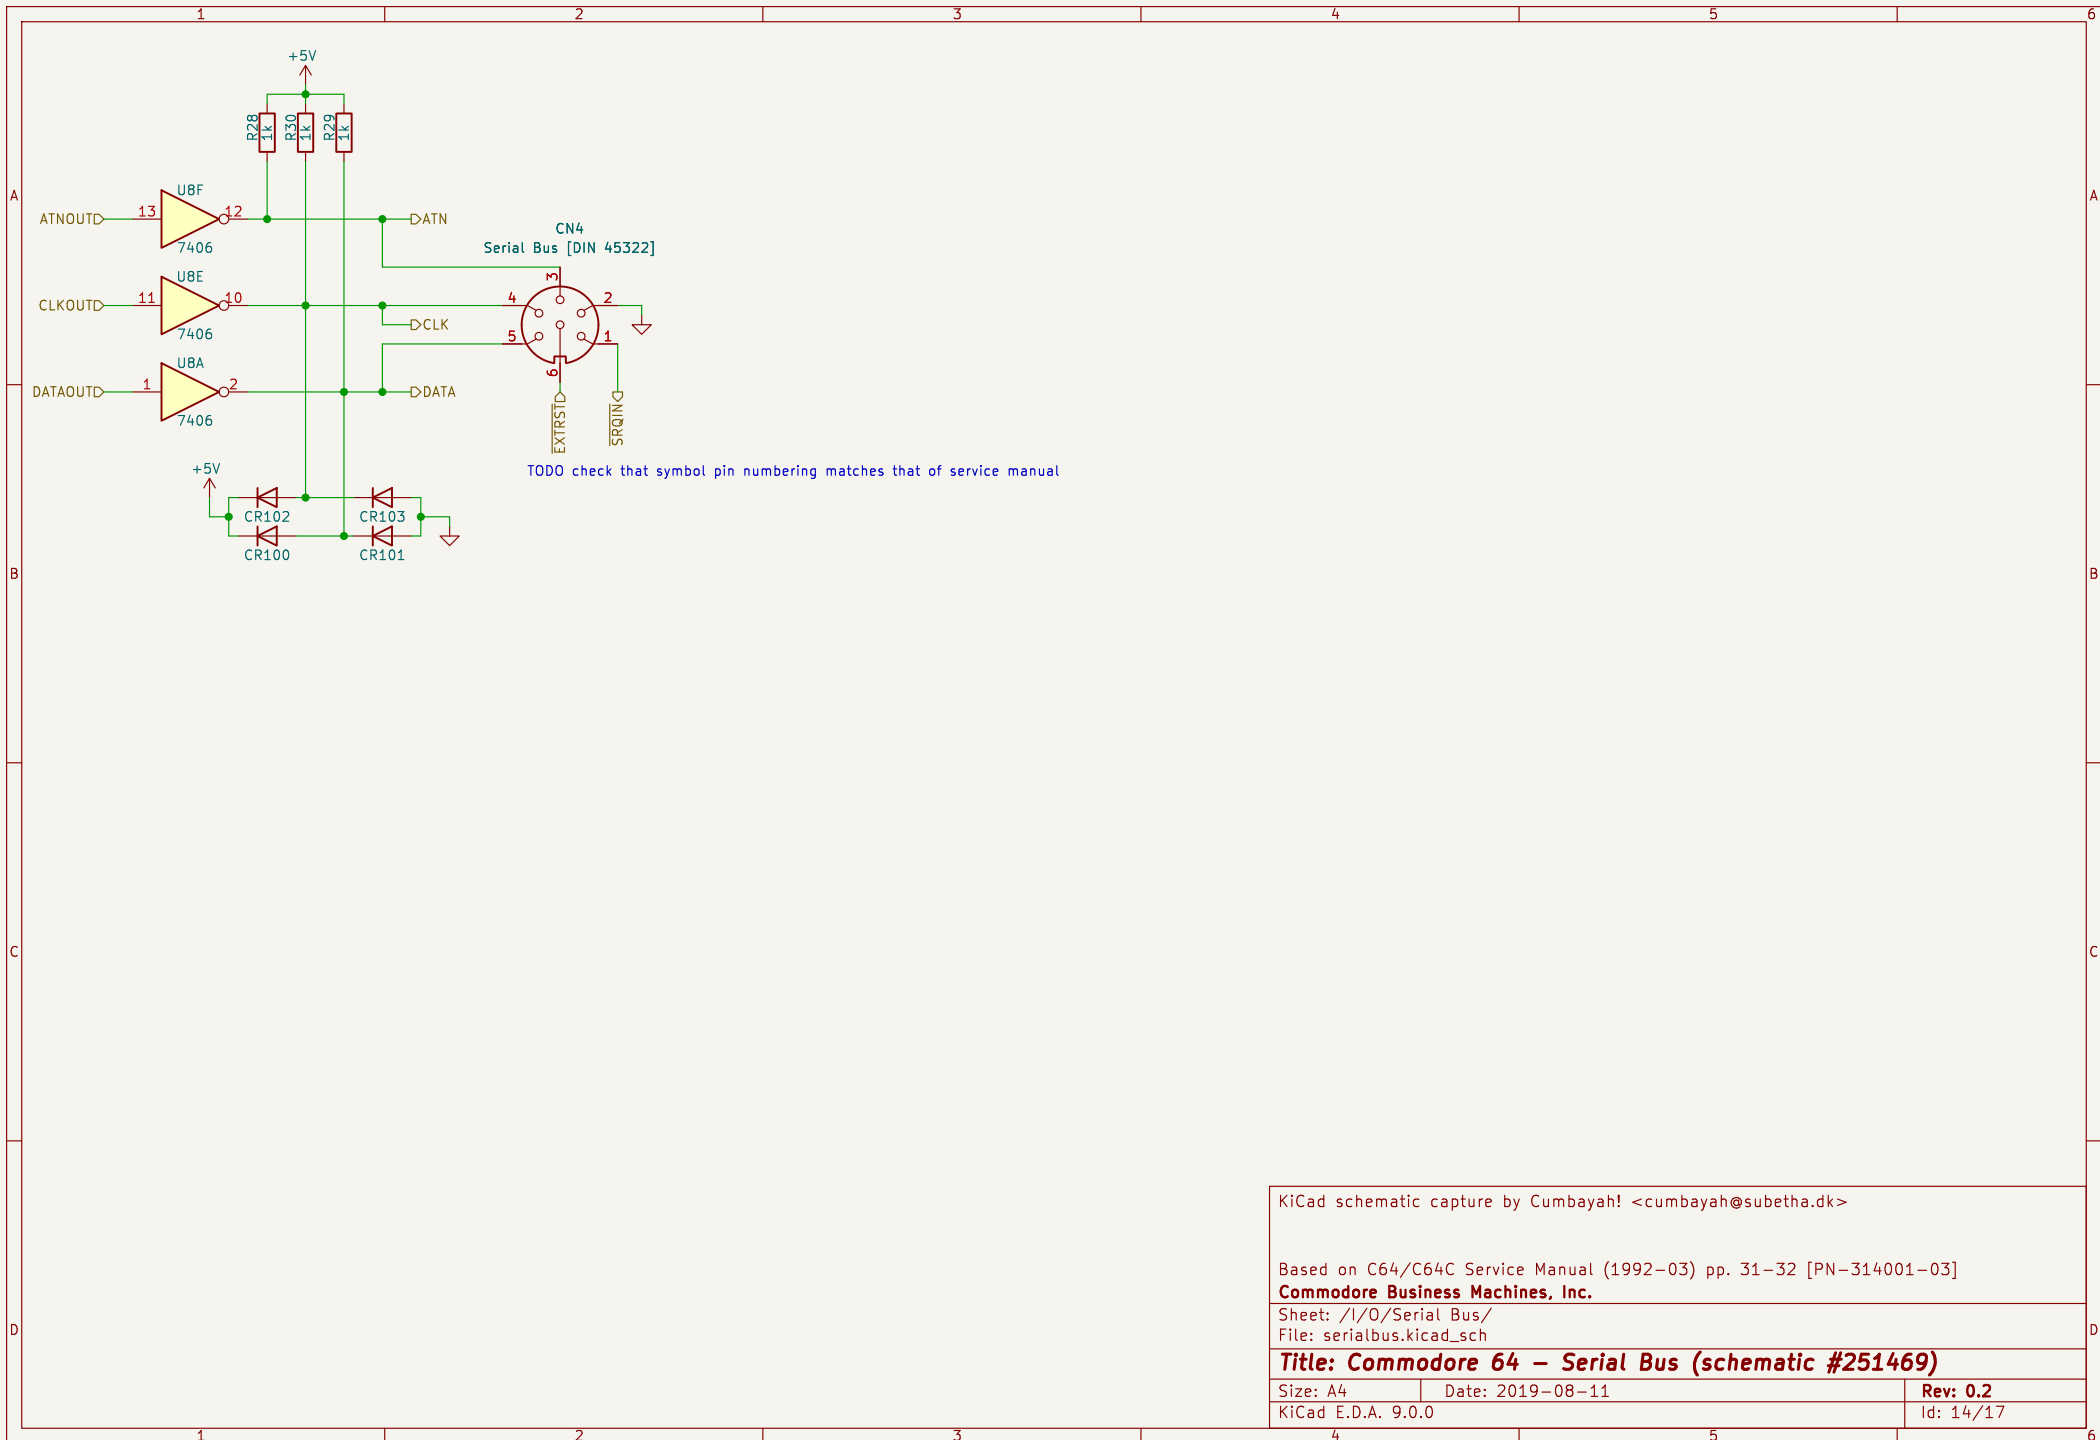 1 2 3 4 5 6
+5V
R28 1k R30 1k R29 1k
A A
U8F
ATNOUT 13 12 ATN
7406
CN4
Serial Bus [DIN 45322]
U8E
3
CLKOUT 11 10 4 2
7406
CLK
5 1
U8A
6
DATAOUT 1 2 DATA
7406
EXTRST SRQIN
+5V
TODO check that symbol pin numbering matches that of service manual
CR102 CR103
CR100 CR101
B B
C C
KiCad schematic capture by Cumbayah! <cumbayah@subetha.dk>
Based on C64/C64C Service Manual (1992-03) pp. 31-32 [PN-314001-03]
Commodore Business Machines, Inc.
Sheet: /I/O/Serial Bus/
D D
File: serialbus.kicad_sch
Title: Commodore 64 - Serial Bus (schematic #251469)
Size: A4 Date: 2019-08-11 Rev: 0.2
KiCad E.D.A. 9.0.0 Id: 14/17
1 2 3 4 5 6